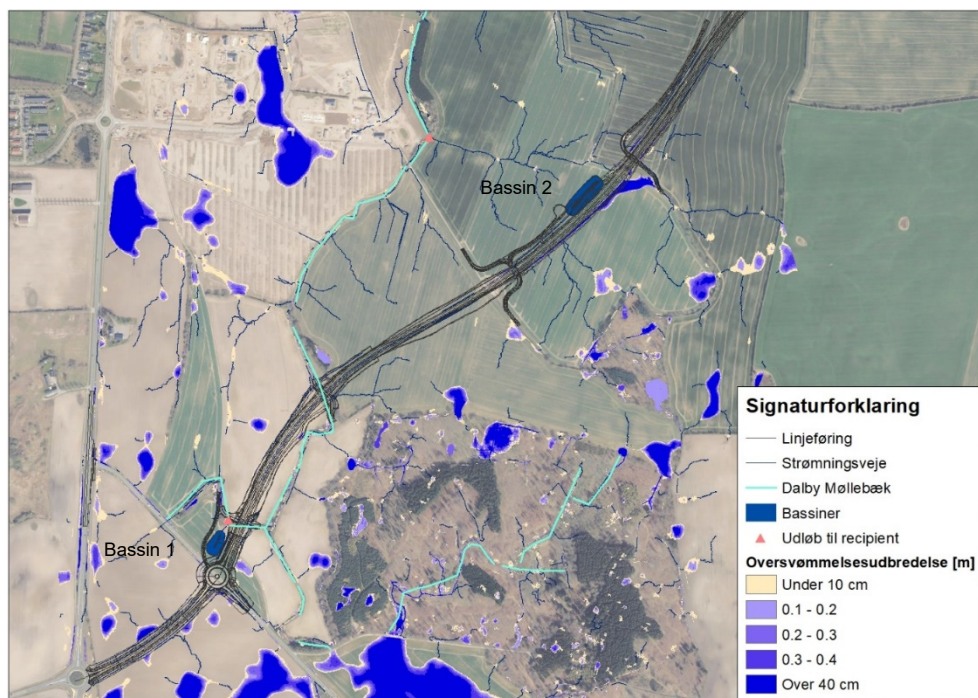 Bassin 2
Bassin 1
Signaturforklaring
Linjeføring
Strømningsveje
Dalby Møllebæk
Bassiner
Udløb til recipient
Oversvømmelsesudbredelse [m]
Under 10 cm
0.1 - 0.2
0.2 - 0.3
0.3 - 0.4
Over 40 cm